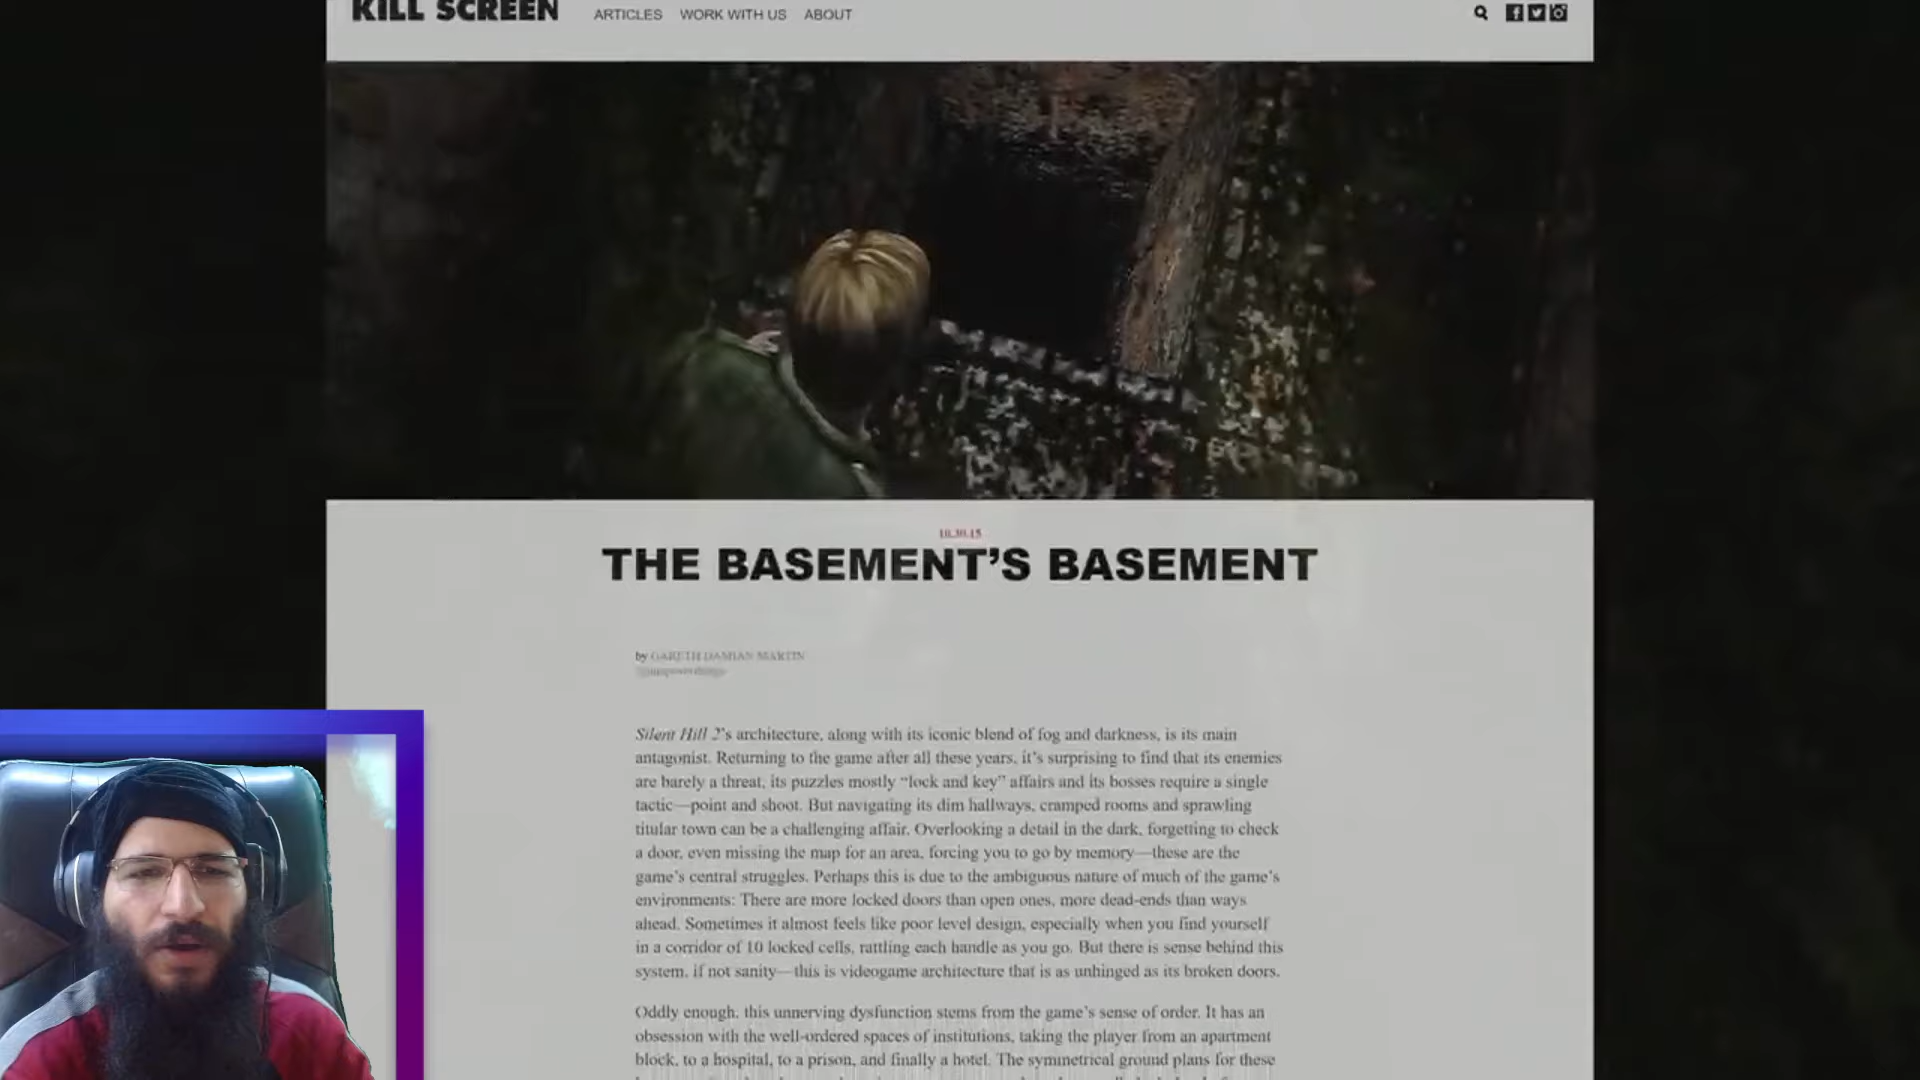 KILL SCREEN
ARTICLES WORK WITH US ABOUT
10.30.15
THE BASEMENT'S BASEMENT
by GARETH DAMIAN MARTIN
Silent Hill 2's architecture, along with its iconic blend of fog and darkness, is its main
antagonist. Returning to the game after all these years, it's surprising to find that its enemies
are barely a threat, its puzzles mostly “lock and key” affairs and its bosses require a single
tactic—point and shoot. But navigating its dim hallways, cramped rooms and sprawling
titular town can be a challenging affair. Overlooking a detail in the dark, forgetting to check
a door, even missing the map for an area, forcing you to go by memory—these are the
game's central struggles. Perhaps this is due to the ambiguous nature of much of the game's
environments: There are more locked doors than open ones, more dead-ends than ways
ahead. Sometimes it almost feels like poor level design, especially when you find yourself
in a corridor of 10 locked cells, rattling each handle as you go. But there is sense behind this
system, if not sanity—this is videogame architecture that is as unhinged as its broken doors.
Oddly enough, this unnerving dysfunction stems from the game's sense of order. It has an
obsession with the well-ordered spaces of institutions, taking the player from an apartment
block, to a hospital, to a prison, and finally a hotel. The symmetrical ground plans for these